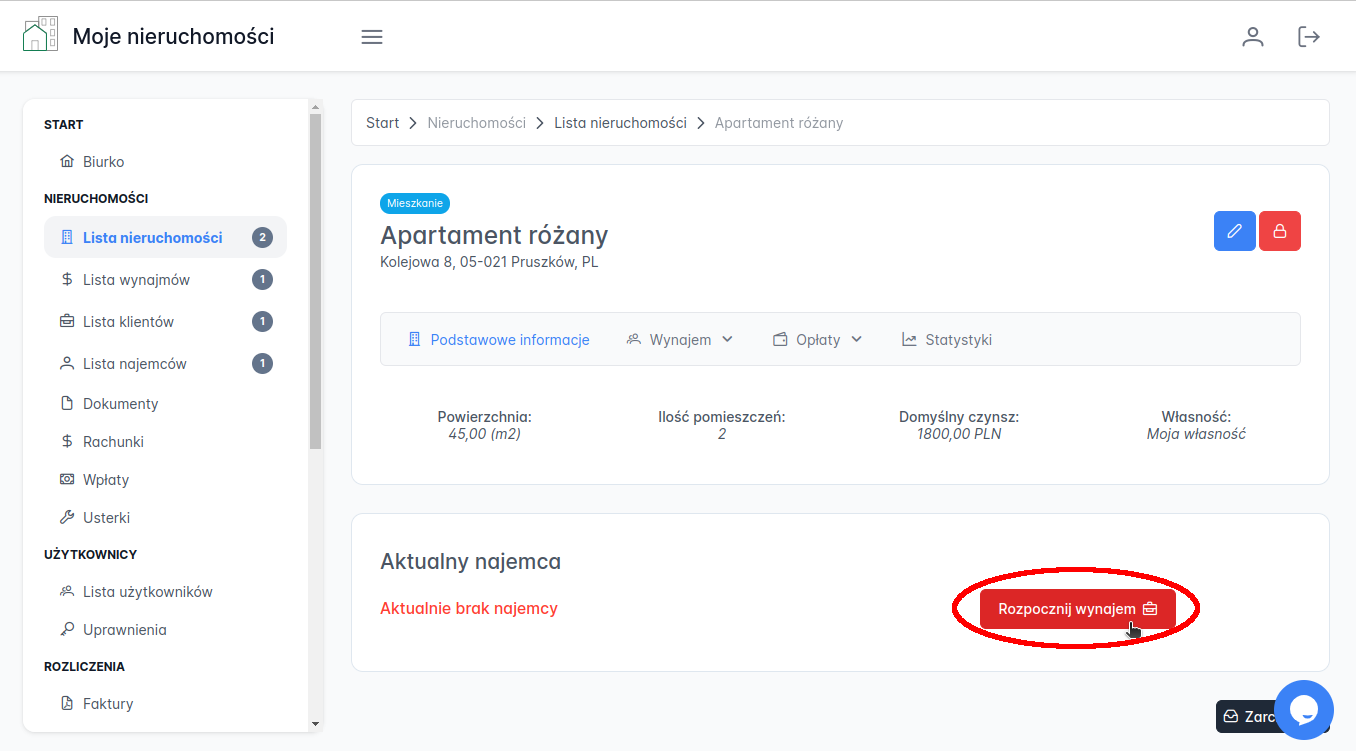 Moje nieruchomości
START
Biurko
NIERUCHOMOŚCI
Lista nieruchomości 2
Lista wynajmów 1
Lista klientów 1
Lista najemców 1
Dokumenty
Rachunki
Wpłaty
Usterki
UŻYTKOWNICY
Lista użytkowników
Uprawnienia
ROZLICZENIA
Faktury
Start > Nieruchomości > Lista nieruchomości > Apartament różany
Mieszkanie
Apartament różany
Kolejowa 8, 05-021 Pruszków, PL
Podstawowe informacje Wynajem Opłaty Statystyki
Powierzchnia: Ilość pomieszczeń: Domyślny czynsz: Własność:
45,00 (m2) 2 1800,00 PLN Moja własność
Aktualny najemca
Aktualnie brak najemcy Rozpocznij wynajem